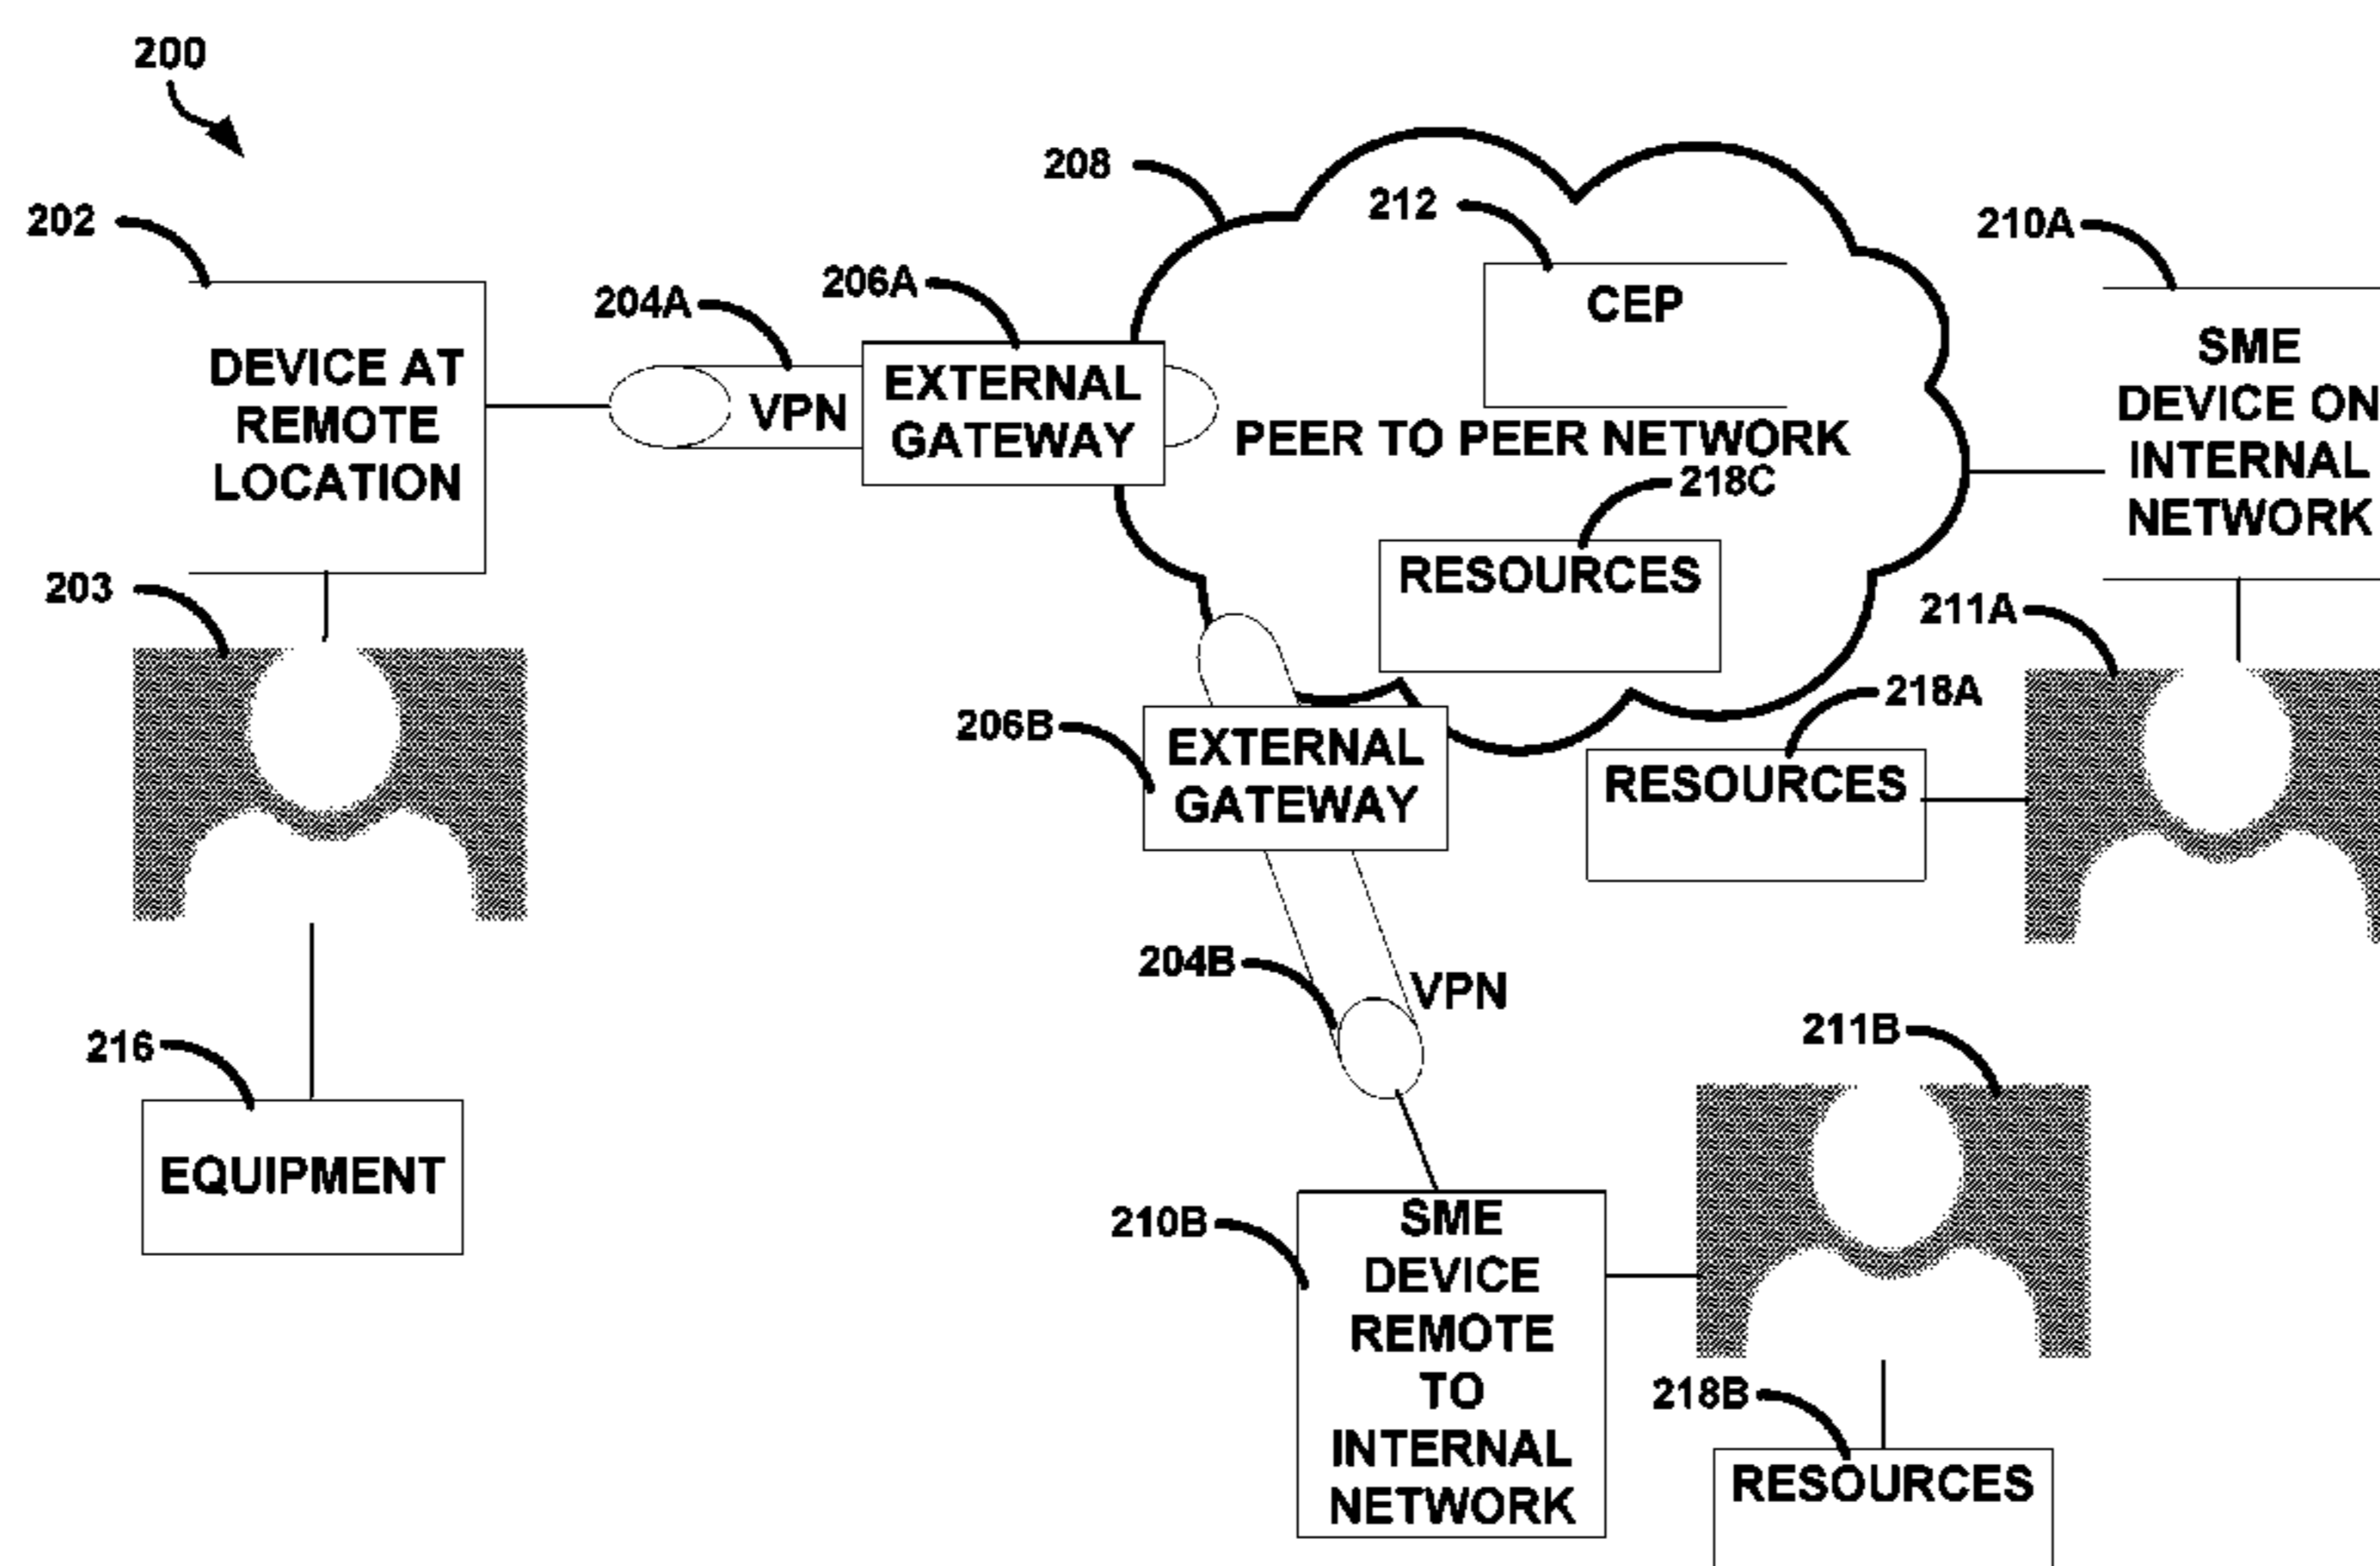 200
202
DEVICE AT
REMOTE
LOCATION
204A
VPN
206A
EXTERNAL
GATEWAY
208
212
CEP
PEER TO PEER NETWORK
218C
RESOURCES
210A
SME
DEVICE ON
INTERNAL
NETWORK
203
211A
218A
RESOURCES
206B
EXTERNAL
GATEWAY
204B
VPN
216
EQUIPMENT
211B
210B
SME
DEVICE
REMOTE
TO
INTERNAL
NETWORK
218B
RESOURCES